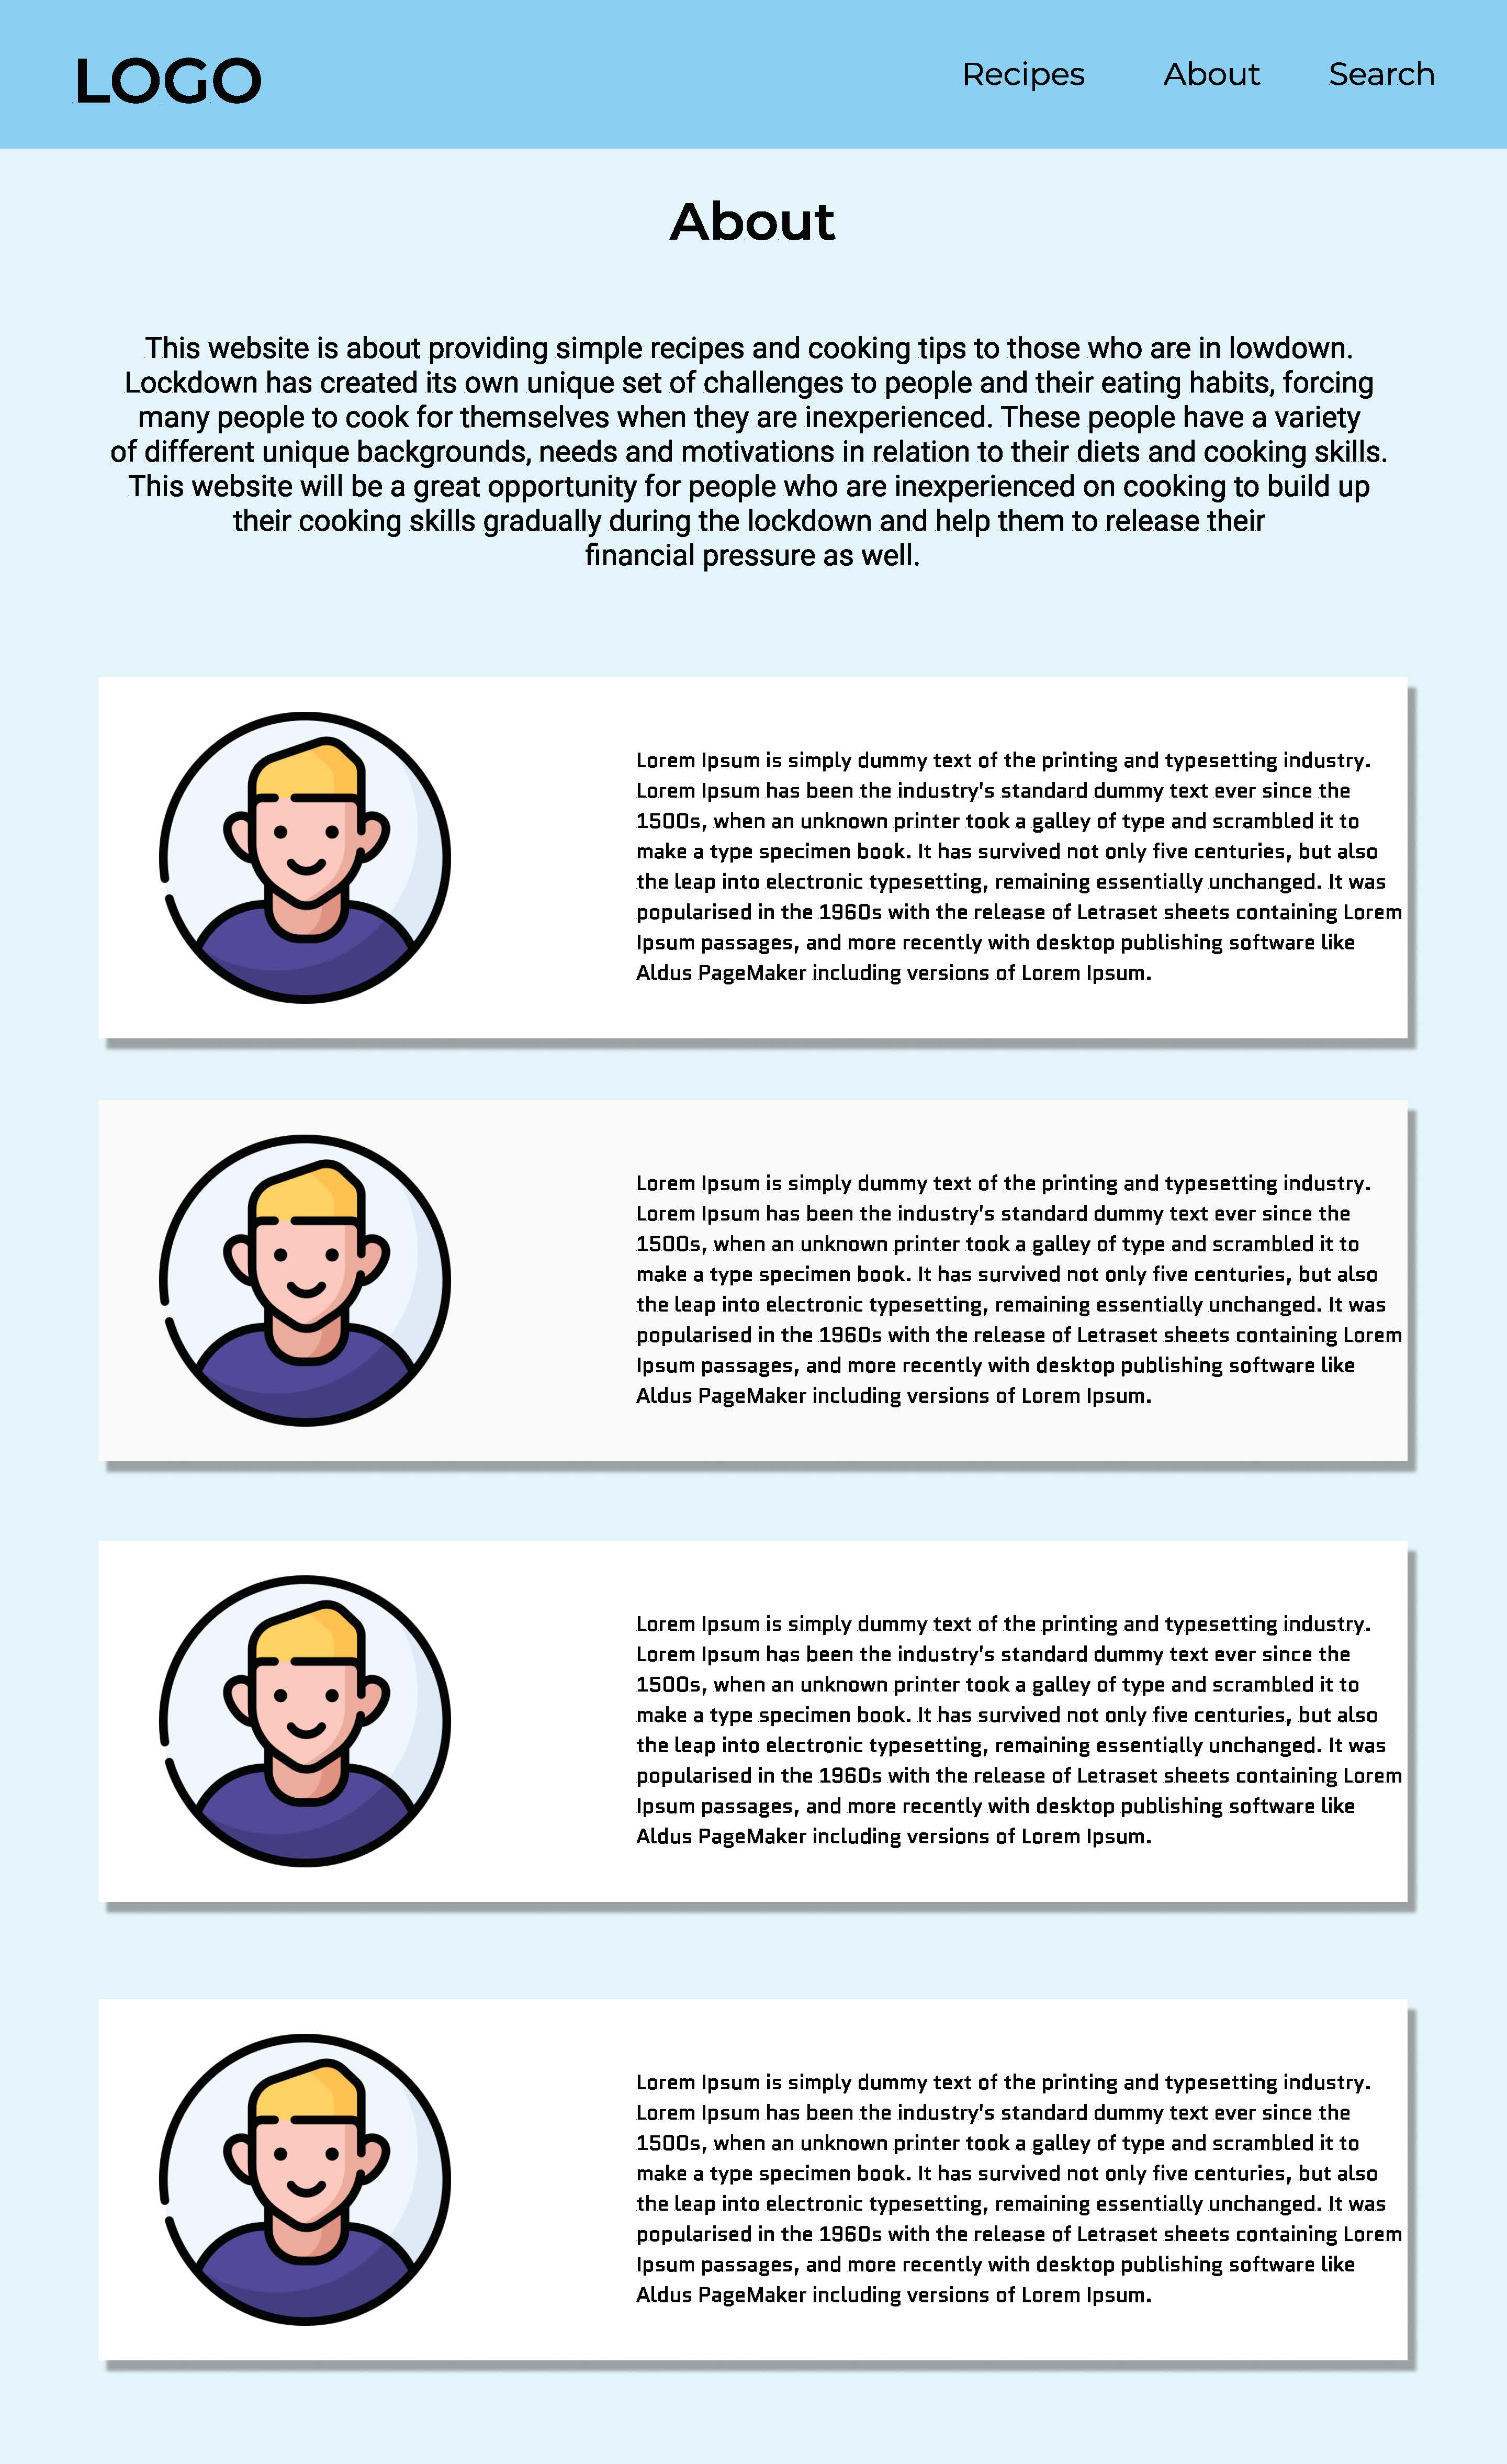 LOGO
Recipes About Search
About
This website is about providing simple recipes and cooking tips to those who are in lowdown.
Lockdown has created its own unique set of challenges to people and their eating habits, forcing
many people to cook for themselves when they are inexperienced. These people have a variety
of different unique backgrounds, needs and motivations in relation to their diets and cooking skills.
This website will be a great opportunity for people who are inexperienced on cooking to build up
their cooking skills gradually during the lockdown and help them to release their
financial pressure as well.
Lorem Ipsum is simply dummy text of the printing and typesetting industry.
Lorem Ipsum has been the industry's standard dummy text ever since the
1500s, when an unknown printer took a galley of type and scrambled it to
make a type specimen book. It has survived not only five centuries, but also
the leap into electronic typesetting, remaining essentially unchanged. It was
popularised in the 1960s with the release of Letraset sheets containing Lorem
Ipsum passages, and more recently with desktop publishing software like
Aldus PageMaker including versions of Lorem Ipsum.
Lorem Ipsum is simply dummy text of the printing and typesetting industry.
Lorem Ipsum has been the industry's standard dummy text ever since the
1500s, when an unknown printer took a galley of type and scrambled it to
make a type specimen book. It has survived not only five centuries, but also
the leap into electronic typesetting, remaining essentially unchanged. It was
popularised in the 1960s with the release of Letraset sheets containing Lorem
Ipsum passages, and more recently with desktop publishing software like
Aldus PageMaker including versions of Lorem Ipsum.
Lorem Ipsum is simply dummy text of the printing and typesetting industry.
Lorem Ipsum has been the industry's standard dummy text ever since the
1500s, when an unknown printer took a galley of type and scrambled it to
make a type specimen book. It has survived not only five centuries, but also
the leap into electronic typesetting, remaining essentially unchanged. It was
popularised in the 1960s with the release of Letraset sheets containing Lorem
Ipsum passages, and more recently with desktop publishing software like
Aldus PageMaker including versions of Lorem Ipsum.
Lorem Ipsum is simply dummy text of the printing and typesetting industry.
Lorem Ipsum has been the industry's standard dummy text ever since the
1500s, when an unknown printer took a galley of type and scrambled it to
make a type specimen book. It has survived not only five centuries, but also
the leap into electronic typesetting, remaining essentially unchanged. It was
popularised in the 1960s with the release of Letraset sheets containing Lorem
Ipsum passages, and more recently with desktop publishing software like
Aldus PageMaker including versions of Lorem Ipsum.